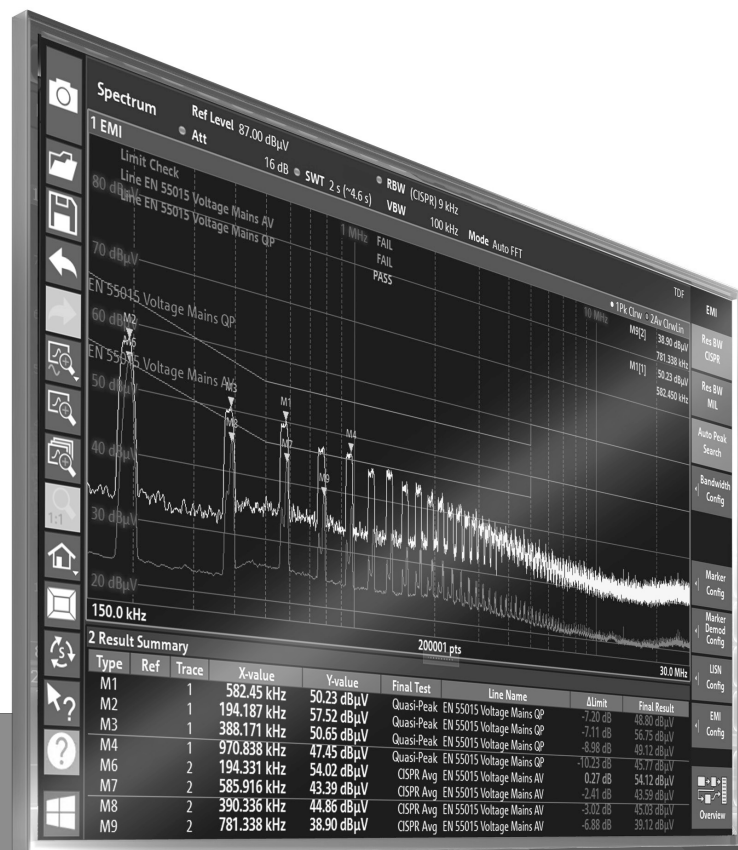 Spectrum
Ref Level 87.00 dBµV
Att 16 dB SWT 2 s (~4.6 s) RBW (CISPR) 9 kHz
VBW 100 kHz Mode Auto FFT
TDF
1 EMI
1Pk Clrw 2Av ClrwLin
Limit Check FAIL
Line EN 55015 Voltage Mains AV FAIL
Line EN 55015 Voltage Mains QP PASS
1 MHz
10 MHz
M9[2] 38.90 dBµV
781.338 kHz
M1[1] 50.23 dBµV
582.450 kHz
80 dBµV
70 dBµV
EN 55015 Voltage Mains QP
60 dBµV
M2
M6
EN 55015 Voltage Mains AV
50 dBµV
M3
M1
M8
M7
M4
40 dBµV
M9
30 dBµV
20 dBµV
150.0 kHz
200001 pts
30.0 MHz
2 Result Summary
Type Ref Trace X-value Y-value Final Test Line Name ΔLimit Final Result
M1 1 582.45 kHz 50.23 dBµV Quasi-Peak EN 55015 Voltage Mains QP -7.20 dB 48.80 dBµV
M2 1 194.187 kHz 57.52 dBµV Quasi-Peak EN 55015 Voltage Mains QP -7.11 dB 56.75 dBµV
M3 1 388.171 kHz 50.65 dBµV Quasi-Peak EN 55015 Voltage Mains QP -8.98 dB 49.12 dBµV
M4 1 970.838 kHz 47.45 dBµV Quasi-Peak EN 55015 Voltage Mains QP -10.23 dB 45.77 dBµV
M6 2 194.331 kHz 54.02 dBµV CISPR Avg EN 55015 Voltage Mains AV 0.27 dB 54.12 dBµV
M7 2 585.916 kHz 43.39 dBµV CISPR Avg EN 55015 Voltage Mains AV -2.41 dB 43.59 dBµV
M8 2 390.336 kHz 44.86 dBµV CISPR Avg EN 55015 Voltage Mains AV -3.02 dB 45.03 dBµV
M9 2 781.338 kHz 38.90 dBµV CISPR Avg EN 55015 Voltage Mains AV -6.88 dB 39.12 dBµV
1:1
S
?
?
EMI
Res BW
CISPR
Res BW
MIL
Auto Peak
Search
Bandwidth
Config
Marker
Config
Marker
Demod
Config
LISN
Config
EMI
Config
Overview